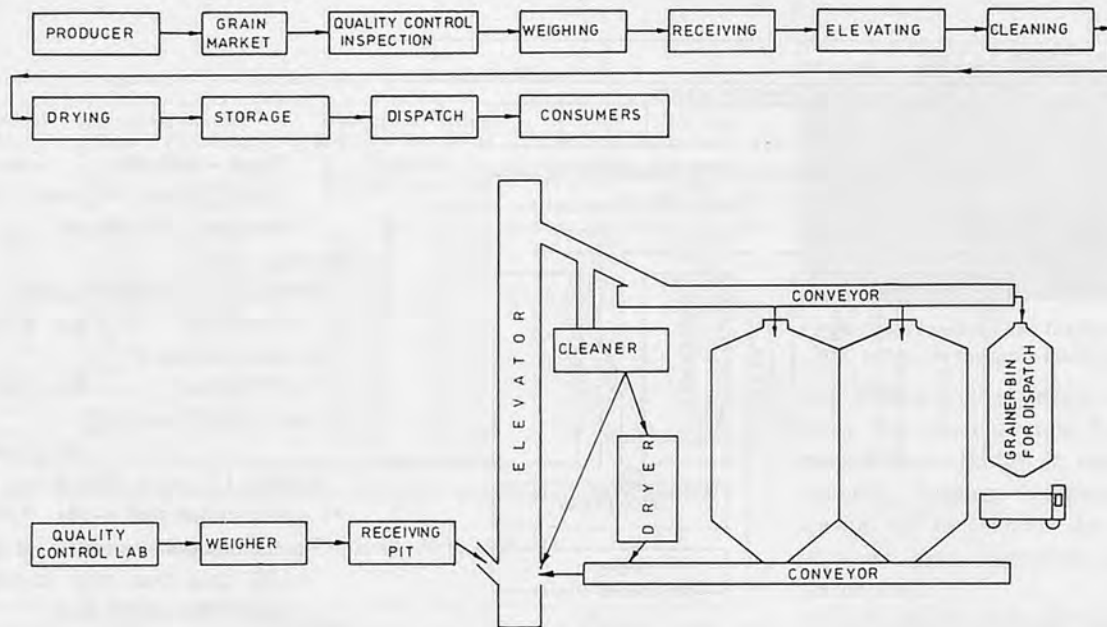 PRODUCER
GRAIN
MARKET
QUALITY CONTROL
INSPECTION
WEIGHING
RECEIVING
ELEVATING
CLEANING
DRYING
STORAGE
DISPATCH
CONSUMERS
ELEVATOR
CONVEYOR
CLEANER
DRYER
GRAINER BIN
FOR DISPATCH
QUALITY
CONTROL LAB
WEIGHER
RECEIVING
PIT
CONVEYOR